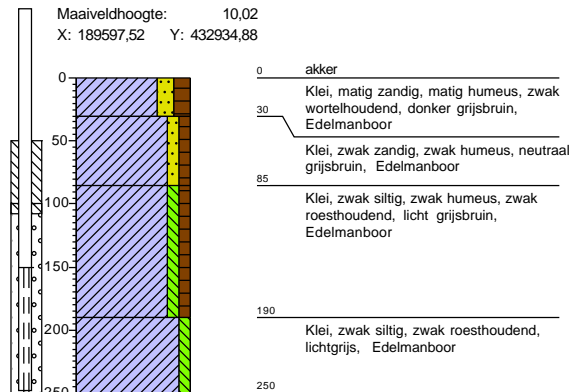 Maaiveldhoogte: 10,02
X: 189597,52 Y: 432934,88
0
50
100
150
200
250
0 akker
Klei, matig zandig, matig humeus, zwak
wortelhoudend, donker grijsbruin,
Edelmanboor
30
Klei, zwak zandig, zwak humeus, neutraal
grijsbruin, Edelmanboor
85
Klei, zwak siltig, zwak humeus, zwak
roesthoudend, licht grijsbruin,
Edelmanboor
190
Klei, zwak siltig, zwak roesthoudend,
lichtgrijs, Edelmanboor
250